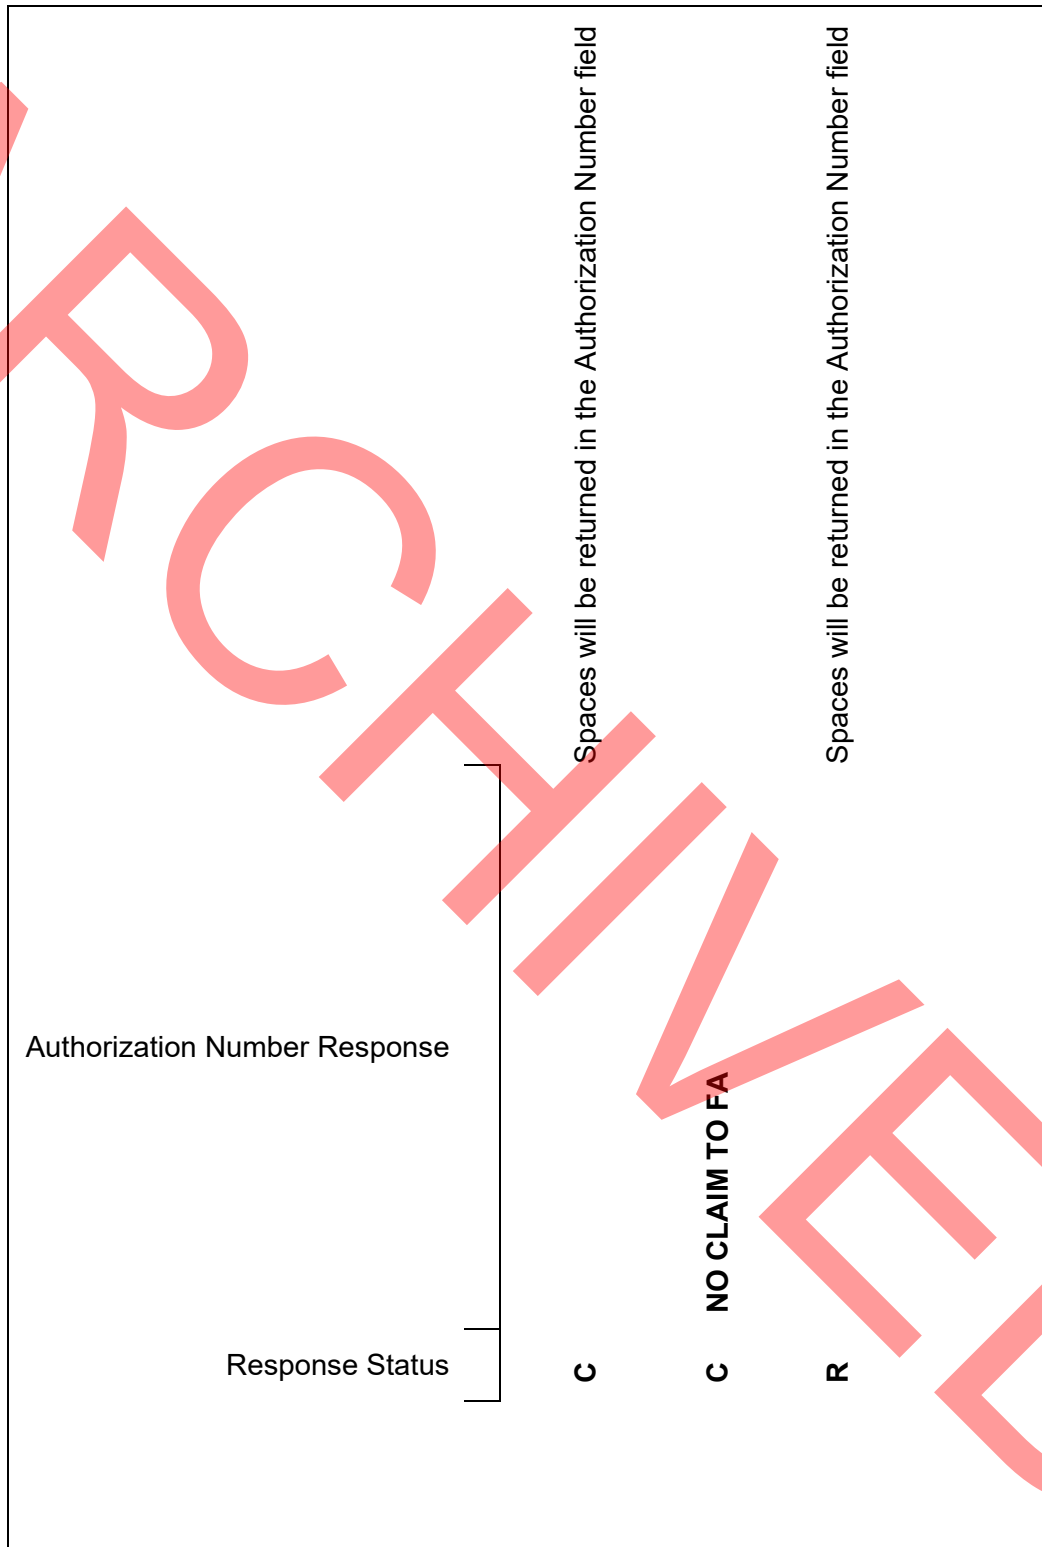 Authorization Number Response
Response Status
C
Spaces will be returned in the Authorization Number field
C NO CLAIM TO FA
R
Spaces will be returned in the Authorization Number field
ARCHIVED